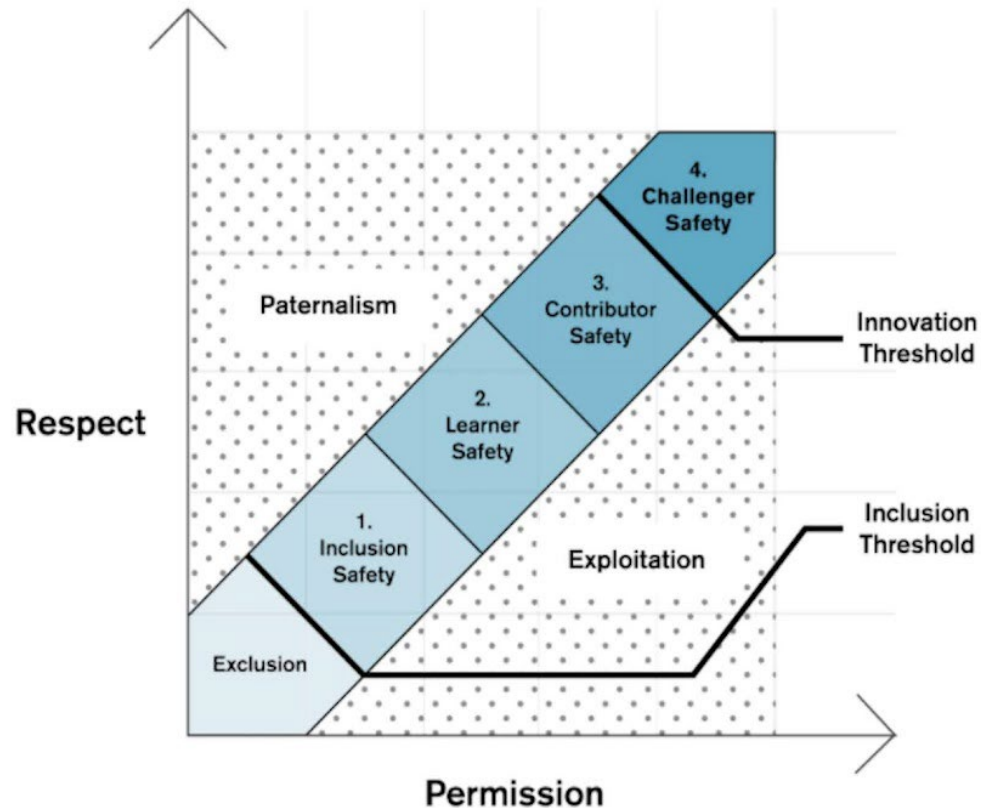 4.
Challenger
Safety
3.
Contributor
Safety
Paternalism
Innovation
Threshold
2.
Learner
Safety
Respect
1.
Inclusion
Safety
Inclusion
Threshold
Exploitation
Exclusion
Permission